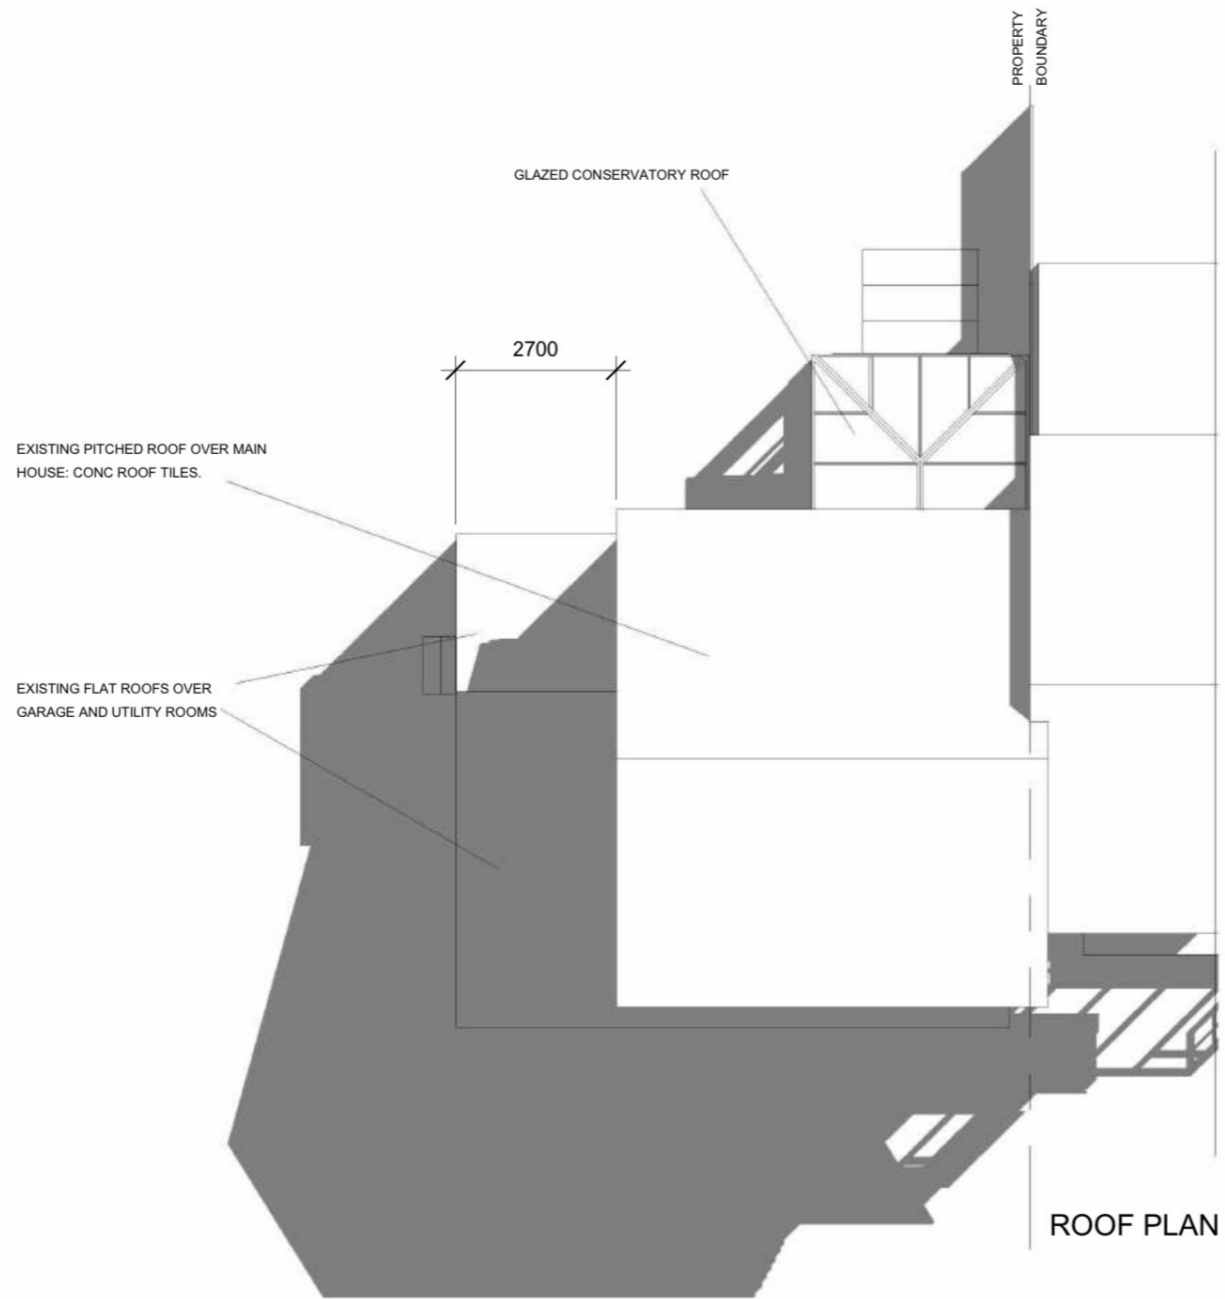 PROPERTY
BOUNDARY
GLAZED CONSERVATORY ROOF
2700
EXISTING PITCHED ROOF OVER MAIN
HOUSE: CONC ROOF TILES.
EXISTING FLAT ROOFS OVER
GARAGE AND UTILITY ROOMS
ROOF PLAN